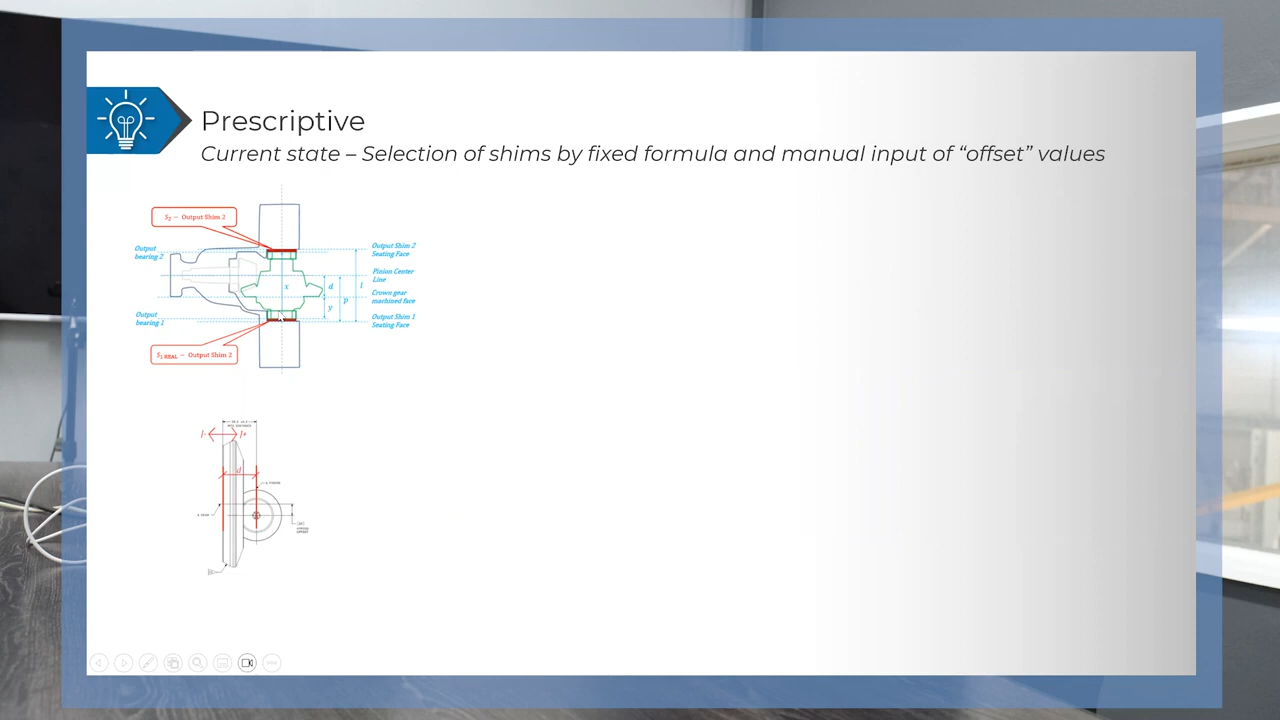 Prescriptive
Current state – Selection of shims by fixed formula and manual input of “offset” values
S2 – Output Shim 2
Output
bearing 2
Output Shim 2
Seating Face
Pinion Center
Line
Crown gear
machined face
Output Shim 1
Seating Face
x
d
y
p
l
Output
bearing 1
S1 REAL – Output Shim 2
I-
I+
d